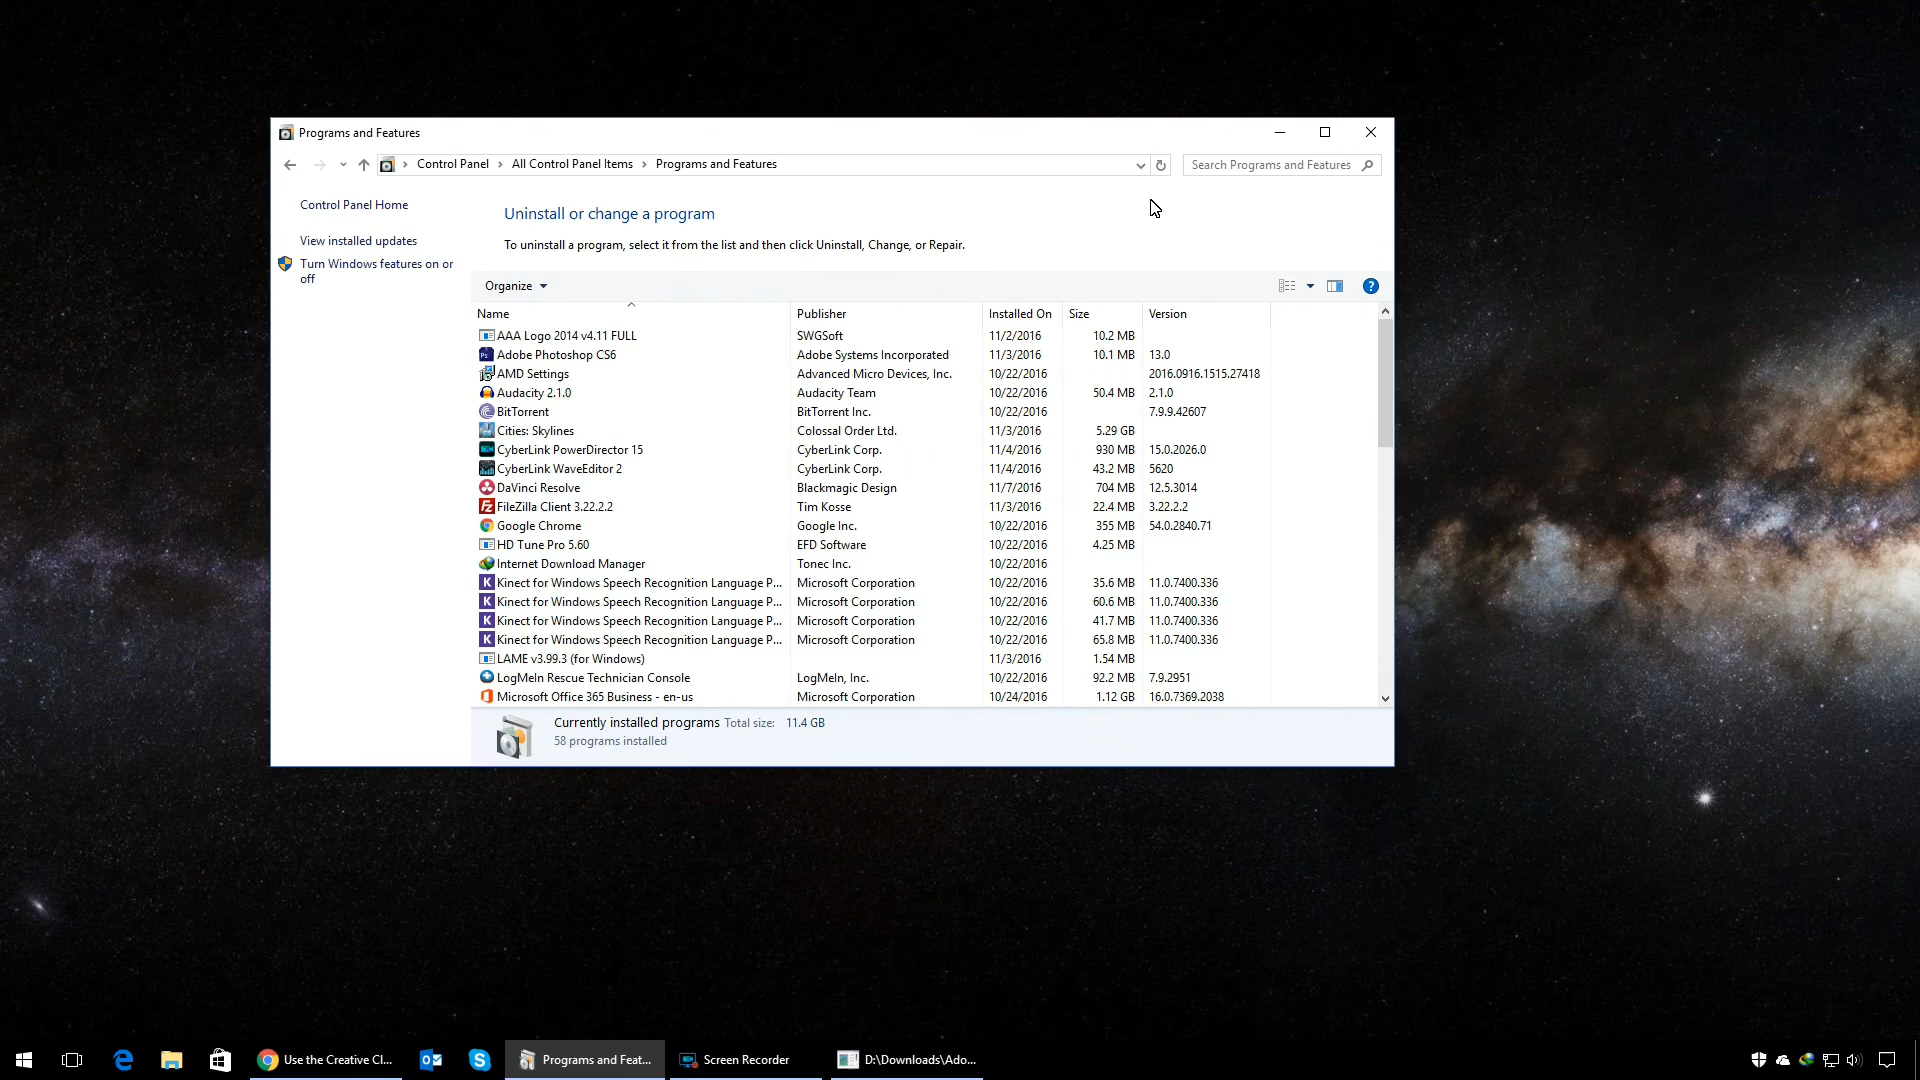 Programs and Features
Control Panel > All Control Panel Items > Programs and Features
Search Programs and Features
Control Panel Home
View installed updates
Turn Windows features on or
off
Uninstall or change a program
To uninstall a program, select it from the list and then click Uninstall, Change, or Repair.
Organize
Name Publisher Installed On Size Version
AAA Logo 2014 v4.11 FULL SWGSoft 11/2/2016 10.2 MB
Adobe Photoshop CS6 Adobe Systems Incorporated 11/3/2016 10.1 MB 13.0
AMD Settings Advanced Micro Devices, Inc. 10/22/2016 2016.0916.1515.27418
Audacity 2.1.0 Audacity Team 10/22/2016 50.4 MB 2.1.0
BitTorrent BitTorrent Inc. 10/22/2016 7.9.9.42607
Cities: Skylines Colossal Order Ltd. 11/3/2016 5.29 GB
CyberLink PowerDirector 15 CyberLink Corp. 11/4/2016 930 MB 15.0.2026.0
CyberLink WaveEditor 2 CyberLink Corp. 11/4/2016 43.2 MB 5620
DaVinci Resolve Blackmagic Design 11/7/2016 704 MB 12.5.3014
FileZilla Client 3.22.2.2 Tim Kosse 11/3/2016 22.4 MB 3.22.2.2
Google Chrome Google Inc. 10/22/2016 355 MB 54.0.2840.71
HD Tune Pro 5.60 EFD Software 10/22/2016 4.25 MB
Internet Download Manager Tonec Inc. 10/22/2016
Kinect for Windows Speech Recognition Language P... Microsoft Corporation 10/22/2016 35.6 MB 11.0.7400.336
Kinect for Windows Speech Recognition Language P... Microsoft Corporation 10/22/2016 60.6 MB 11.0.7400.336
Kinect for Windows Speech Recognition Language P... Microsoft Corporation 10/22/2016 41.7 MB 11.0.7400.336
Kinect for Windows Speech Recognition Language P... Microsoft Corporation 10/22/2016 65.8 MB 11.0.7400.336
LAME v3.99.3 (for Windows) 11/3/2016 1.54 MB
LogMeIn Rescue Technician Console LogMeIn, Inc. 10/22/2016 92.2 MB 7.9.2951
Microsoft Office 365 Business - en-us Microsoft Corporation 10/24/2016 1.12 GB 16.0.7369.2038
Currently installed programs Total size: 11.4 GB
58 programs installed
Use the Creative Cl... Programs and Feat... Screen Recorder D:\Downloads\Ado...